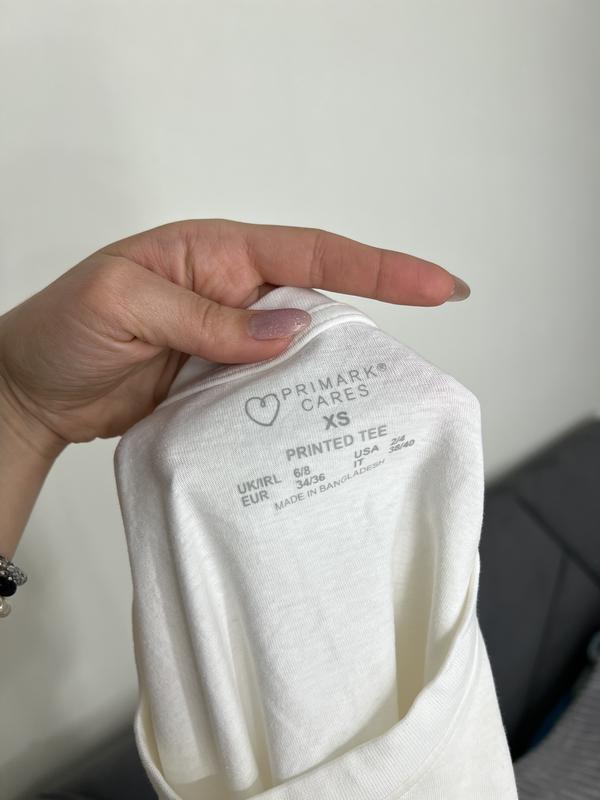 PRIMARK®
CARES
XS
PRINTED TEE
UK/IRL 6/8 USA 2/4
EUR 34/36 IT 38/40
MADE IN BANGLADESH